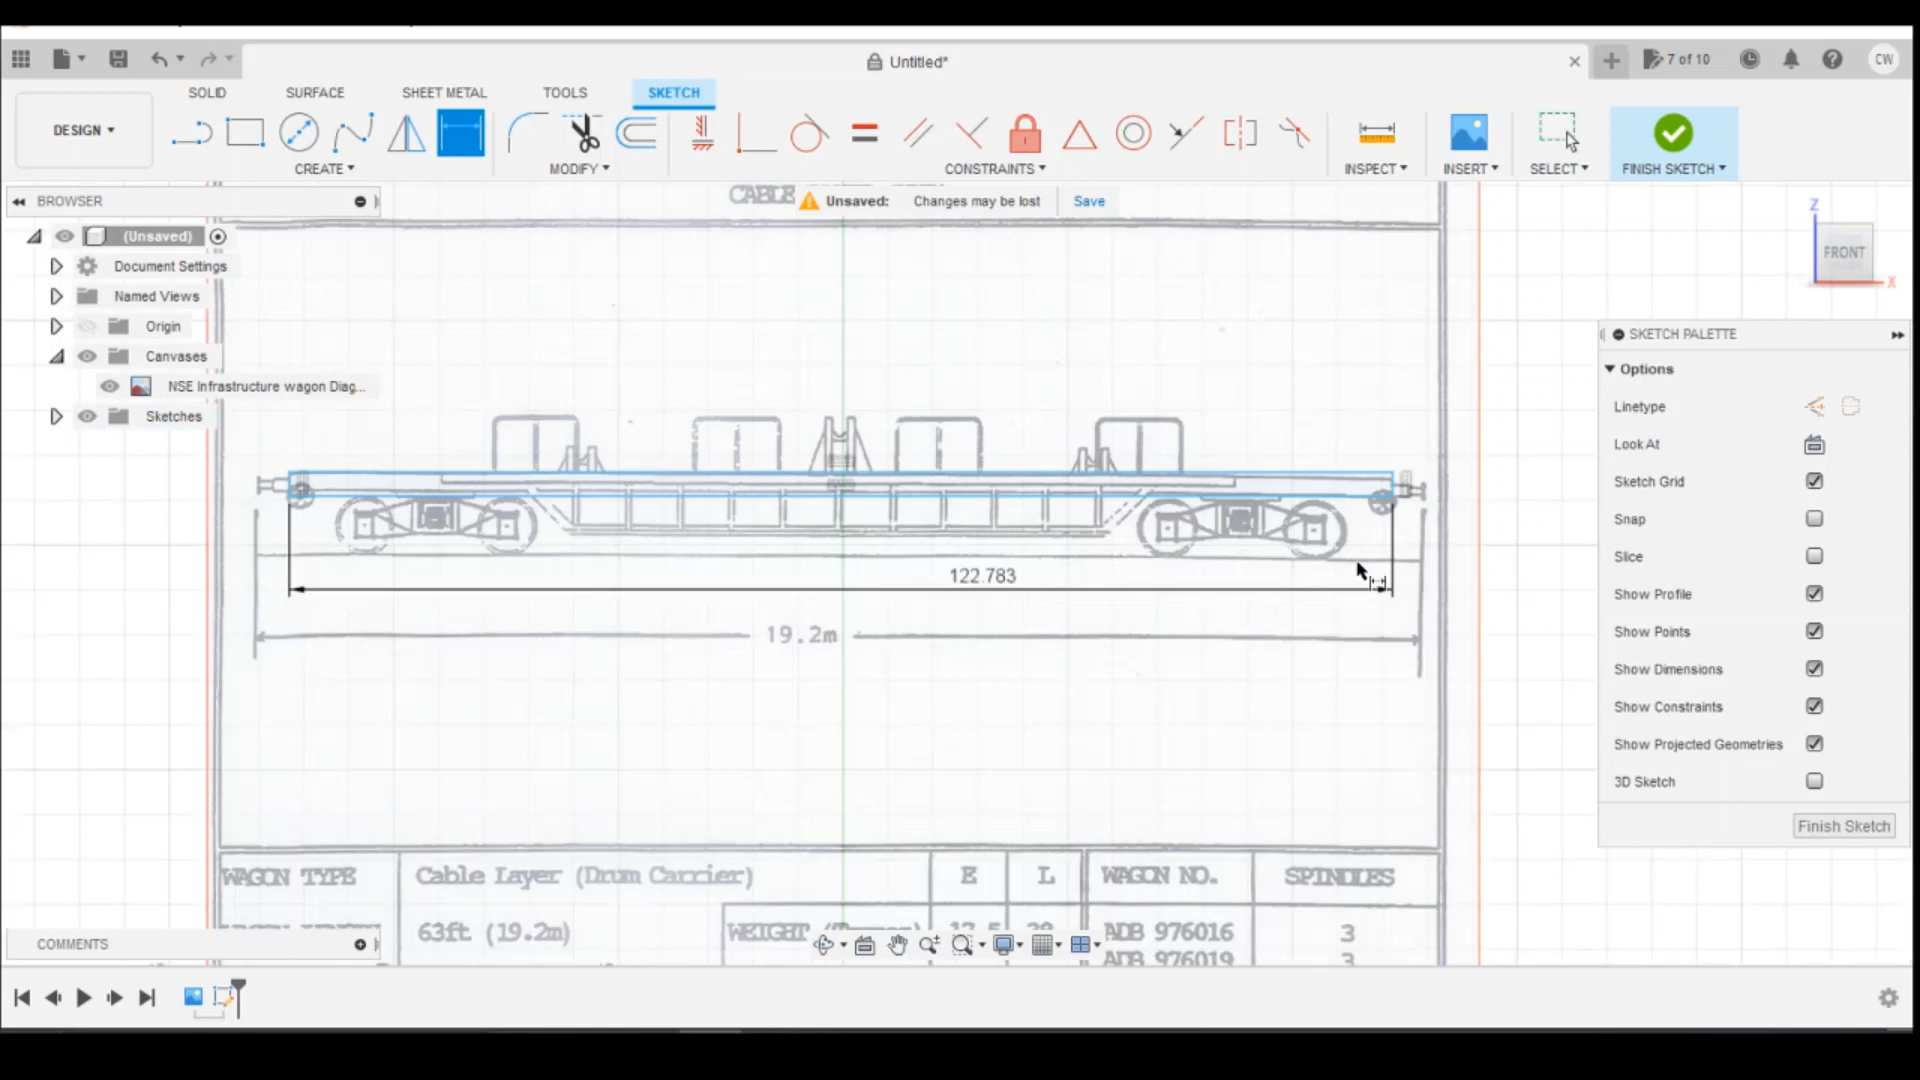 Untitled*
7 of 10
CW
SOLID
SURFACE
SHEET METAL
TOOLS
SKETCH
DESIGN
CREATE
MODIFY
CONSTRAINTS
INSPECT
INSERT
SELECT
FINISH SKETCH
BROWSER
CABLE
Unsaved:
Changes may be lost
Save
(Unsaved)
Document Settings
Named Views
Origin
Canvases
NSE Infrastructure wagon Diag...
Sketches
Z
FRONT
X
SKETCH PALETTE
Options
Linetype
Look At
Sketch Grid
Snap
Slice
Show Profile
Show Points
Show Dimensions
Show Constraints
Show Projected Geometries
3D Sketch
Finish Sketch
122.783
19.2m
WAGON TYPE
Cable Layer (Drum Carrier)
E
L
WAGON NO.
SPINDLES
63ft (19.2m)
WEIGHT
ADB 976016
3
ADB 976019
3
COMMENTS